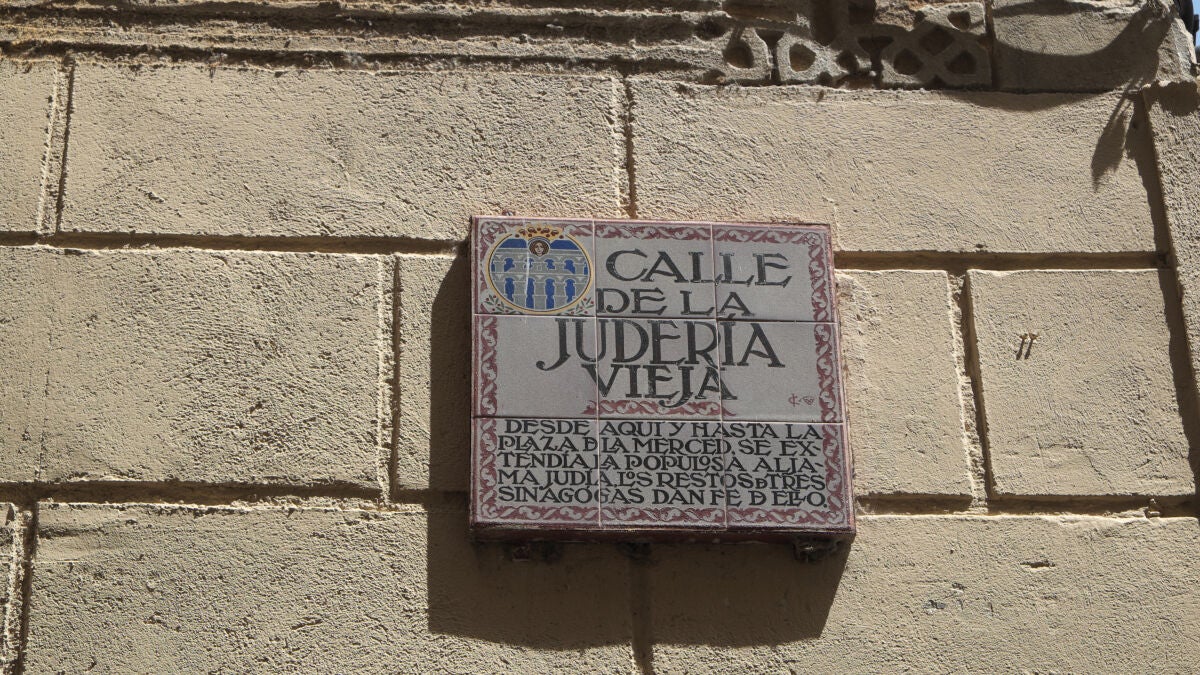 CALLE
DE LA
JUDERÍA
VIEJA
DESDE AQUI Y HASTA LA
PLAZA D LA MERCED, SE EX-
TENDÍA LA POPULOSA ALJA-
MA JUDÍA. LOS RESTOS D TRES
SINAGOGAS DAN FE D ELLO.